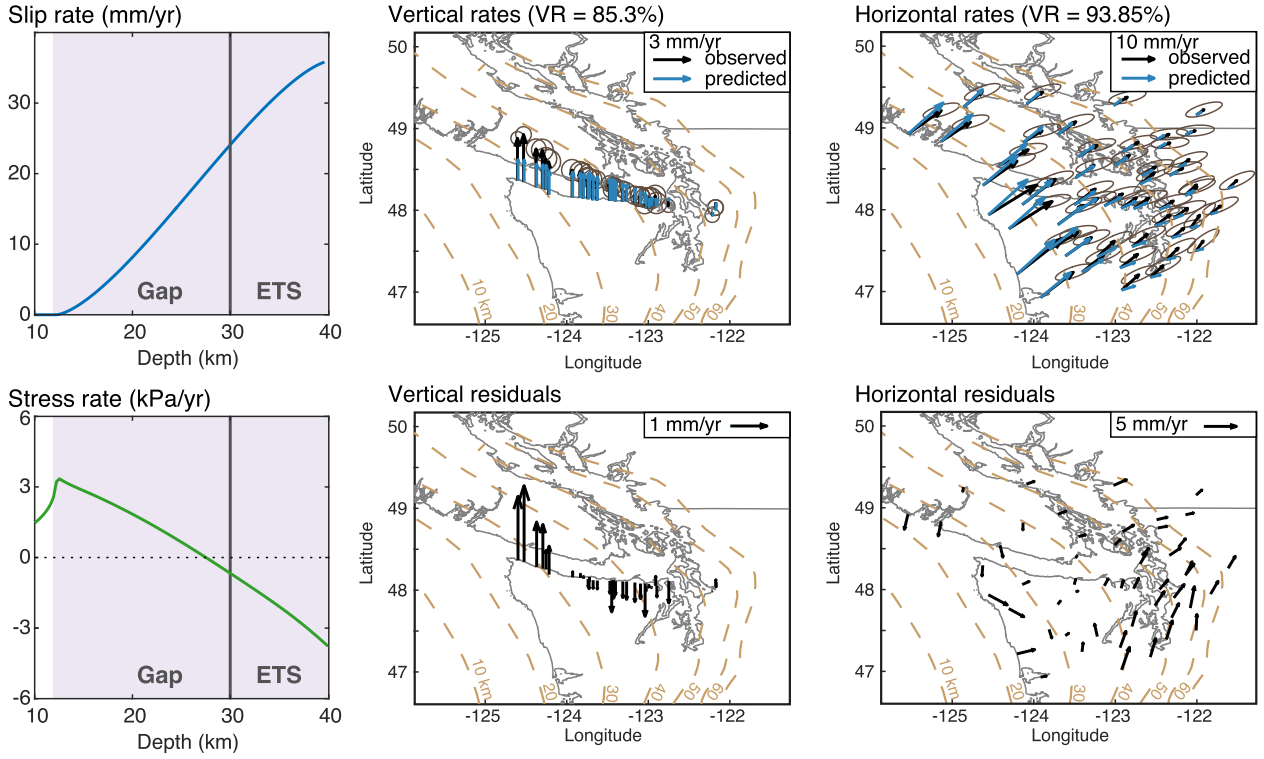 Slip rate (mm/yr)
30
20
10
0
10
20
30
40
Gap
ETS
Depth (km)
Vertical rates (VR = 85.3%)
3 mm/yr
observed
predicted
50
49
48
47
Latitude
10 km
20
30
40
50
60
-125
-124
-123
-122
Longitude
Horizontal rates (VR = 93.85%)
10 mm/yr
observed
predicted
50
49
48
47
Latitude
10 km
20
30
40
50
60
-125
-124
-123
-122
Longitude
Stress rate (kPa/yr)
6
3
0
-3
-6
10
20
30
40
Gap
ETS
Depth (km)
Vertical residuals
1 mm/yr
50
49
48
47
Latitude
10 km
20
30
40
50
60
-125
-124
-123
-122
Longitude
Horizontal residuals
5 mm/yr
50
49
48
47
Latitude
10 km
20
30
40
50
60
-125
-124
-123
-122
Longitude